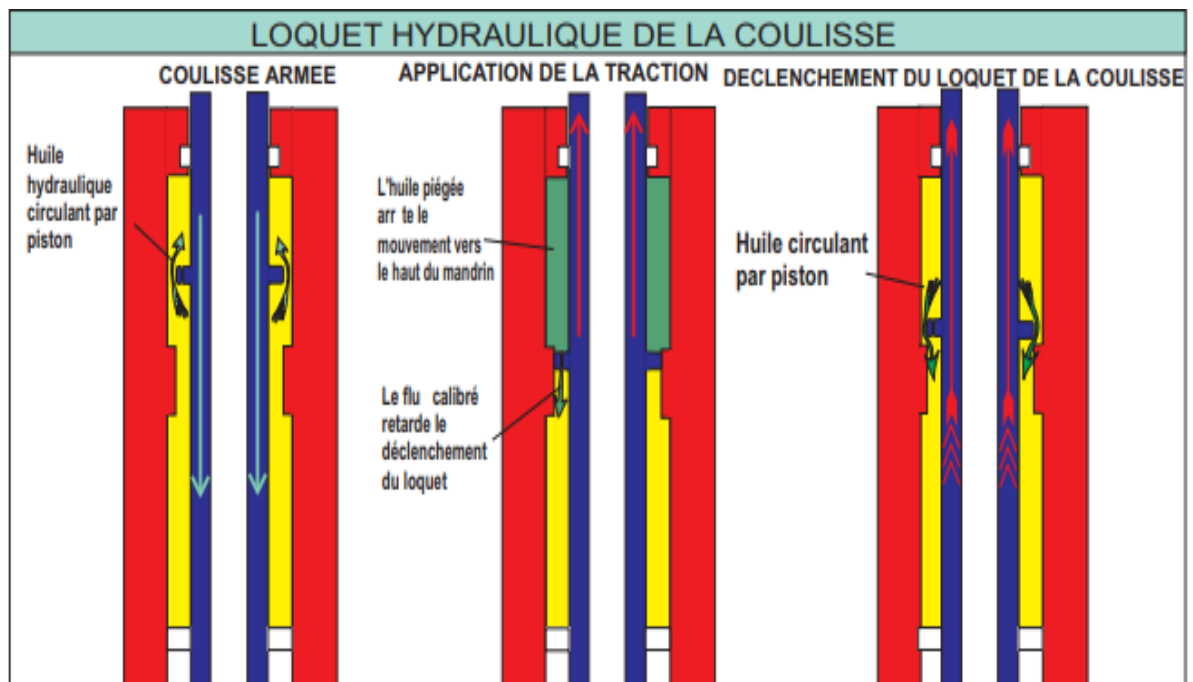 LOQUET HYDRAULIQUE DE LA COULISSE
COULISSE ARMEE
Huile
hydraulique
circulant par
piston
APPLICATION DE LA TRACTION
L'huile piégée
arr te le
mouvement vers
le haut du mandrin
Le flu calibré
retarde le
déclenchement
du loquet
DECLENCHEMENT DU LOQUET DE LA COULISSE
Huile circulant
par piston